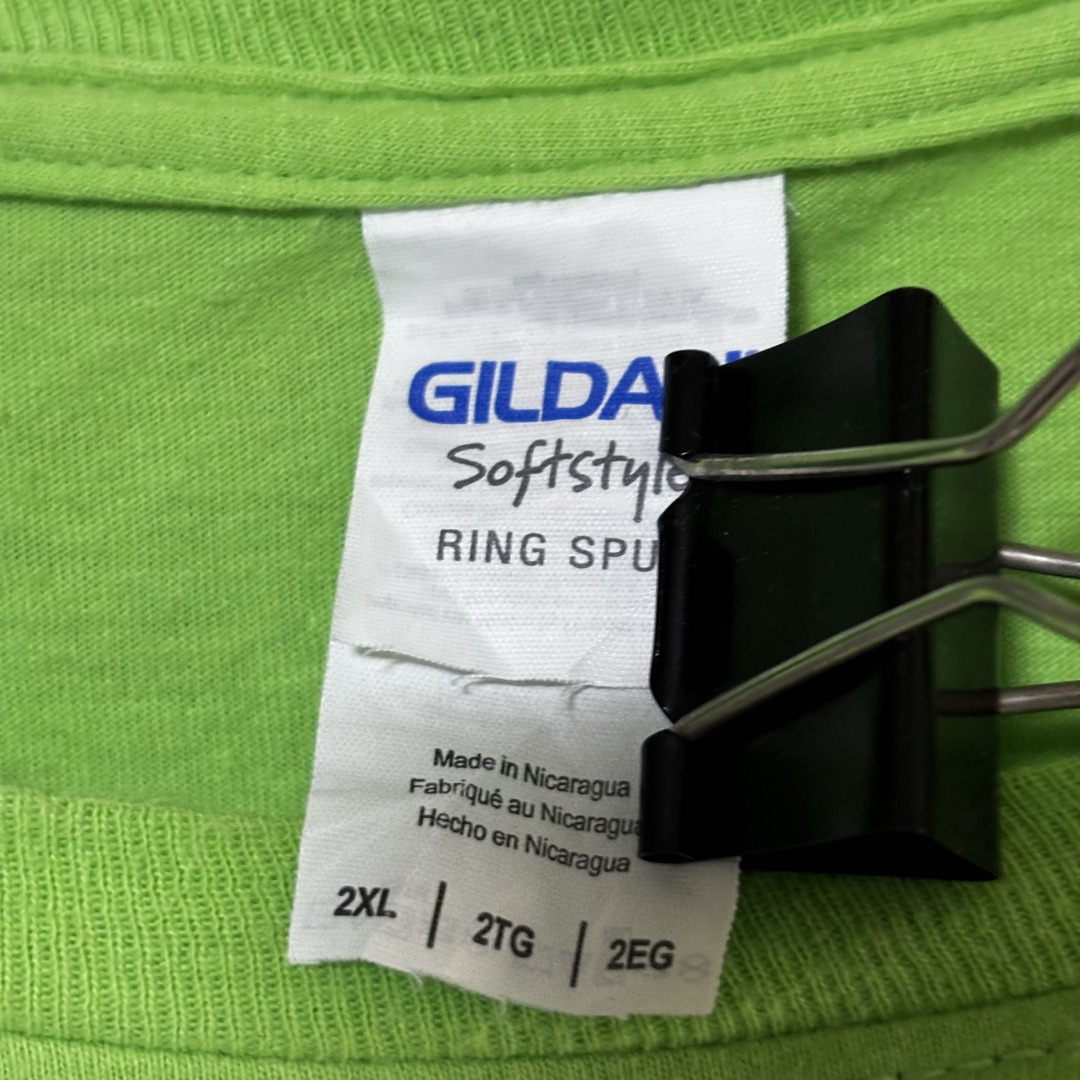 GILDA
Softstyle
RING SPU
Made in Nicaragua
Fabriqué au Nicaragua
Hecho en Nicaragua
2XL | 2TG | 2EG